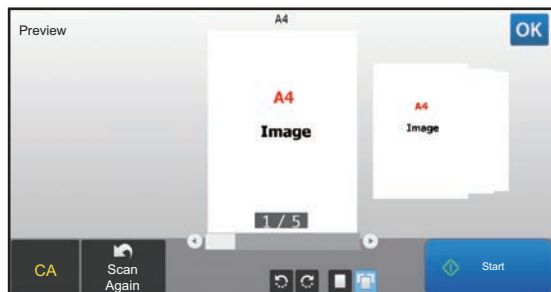 A4
Preview
OK
A4
Image
A4
Image
1 / 5
CA
Scan
Again
Start